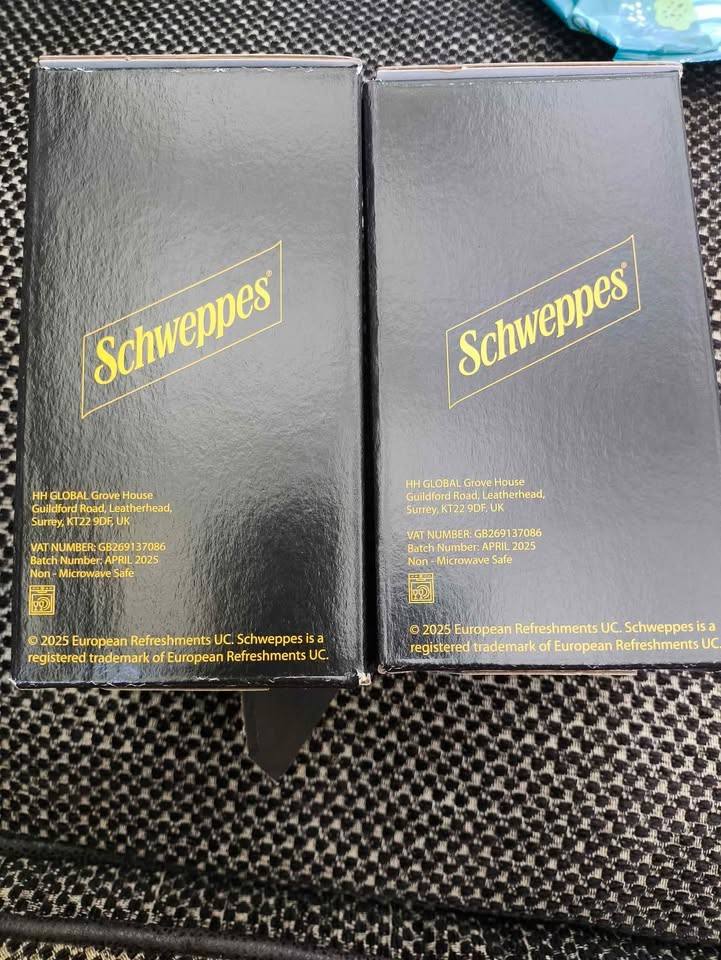 Schweppes®
HH GLOBAL Grove House
Guildford Road, Leatherhead,
Surrey, KT22 9DF, UK
VAT NUMBER: GB269137086
Batch Number: APRIL 2025
Non - Microwave Safe
© 2025 European Refreshments UC. Schweppes is a
registered trademark of European Refreshments UC.
Schweppes®
HH GLOBAL Grove House
Guildford Road, Leatherhead,
Surrey, KT22 9DF, UK
VAT NUMBER: GB269137086
Batch Number: APRIL 2025
Non - Microwave Safe
© 2025 European Refreshments UC. Schweppes is a
registered trademark of European Refreshments UC.